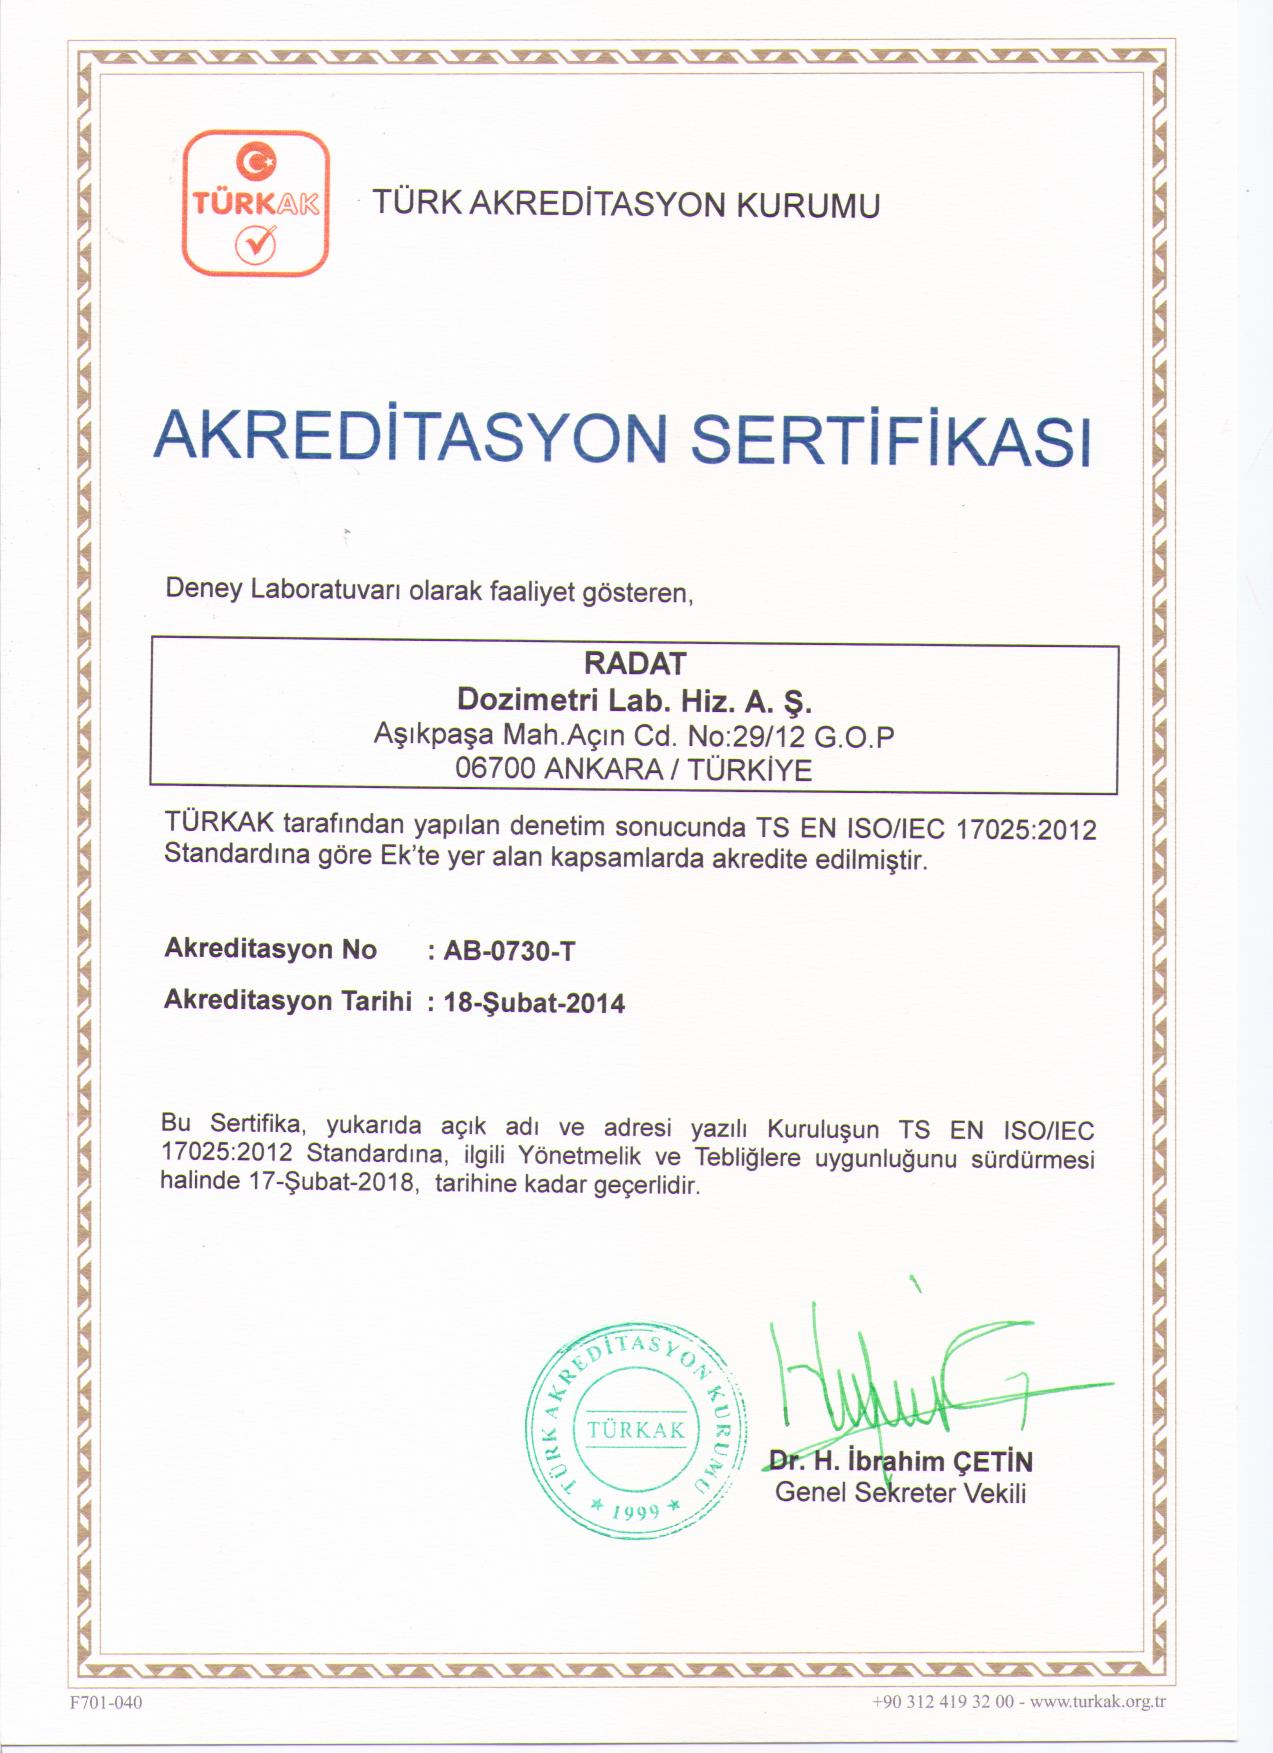 TÜRKAK
TÜRK AKREDİTASYON KURUMU
AKREDİTASYON SERTİFİKASI
Deney Laboratuvarı olarak faaliyet gösteren,
RADAT
Dozimetri Lab. Hiz. A. Ş.
Aşıkpaşa Mah.Açın Cd. No:29/12 G.O.P
06700 ANKARA / TÜRKİYE
TÜRKAK tarafından yapılan denetim sonucunda TS EN ISO/IEC 17025:2012
Standardına göre Ek'te yer alan kapsamlarda akredite edilmiştir.
Akreditasyon No : AB-0730-T
Akreditasyon Tarihi : 18-Şubat-2014
Bu Sertifika, yukarıda açık adı ve adresi yazılı Kuruluşun TS EN ISO/IEC
17025:2012 Standardına, ilgili Yönetmelik ve Tebliğlere uygunluğunu sürdürmesi
halinde 17-Şubat-2018, tarihine kadar geçerlidir.
TÜRK AKREDİTASYON KURUMU
TÜRKAK
* 1999 *
Dr. H. İbrahim ÇETİN
Genel Sekreter Vekili
F701-040
+90 312 419 32 00 - www.turkak.org.tr